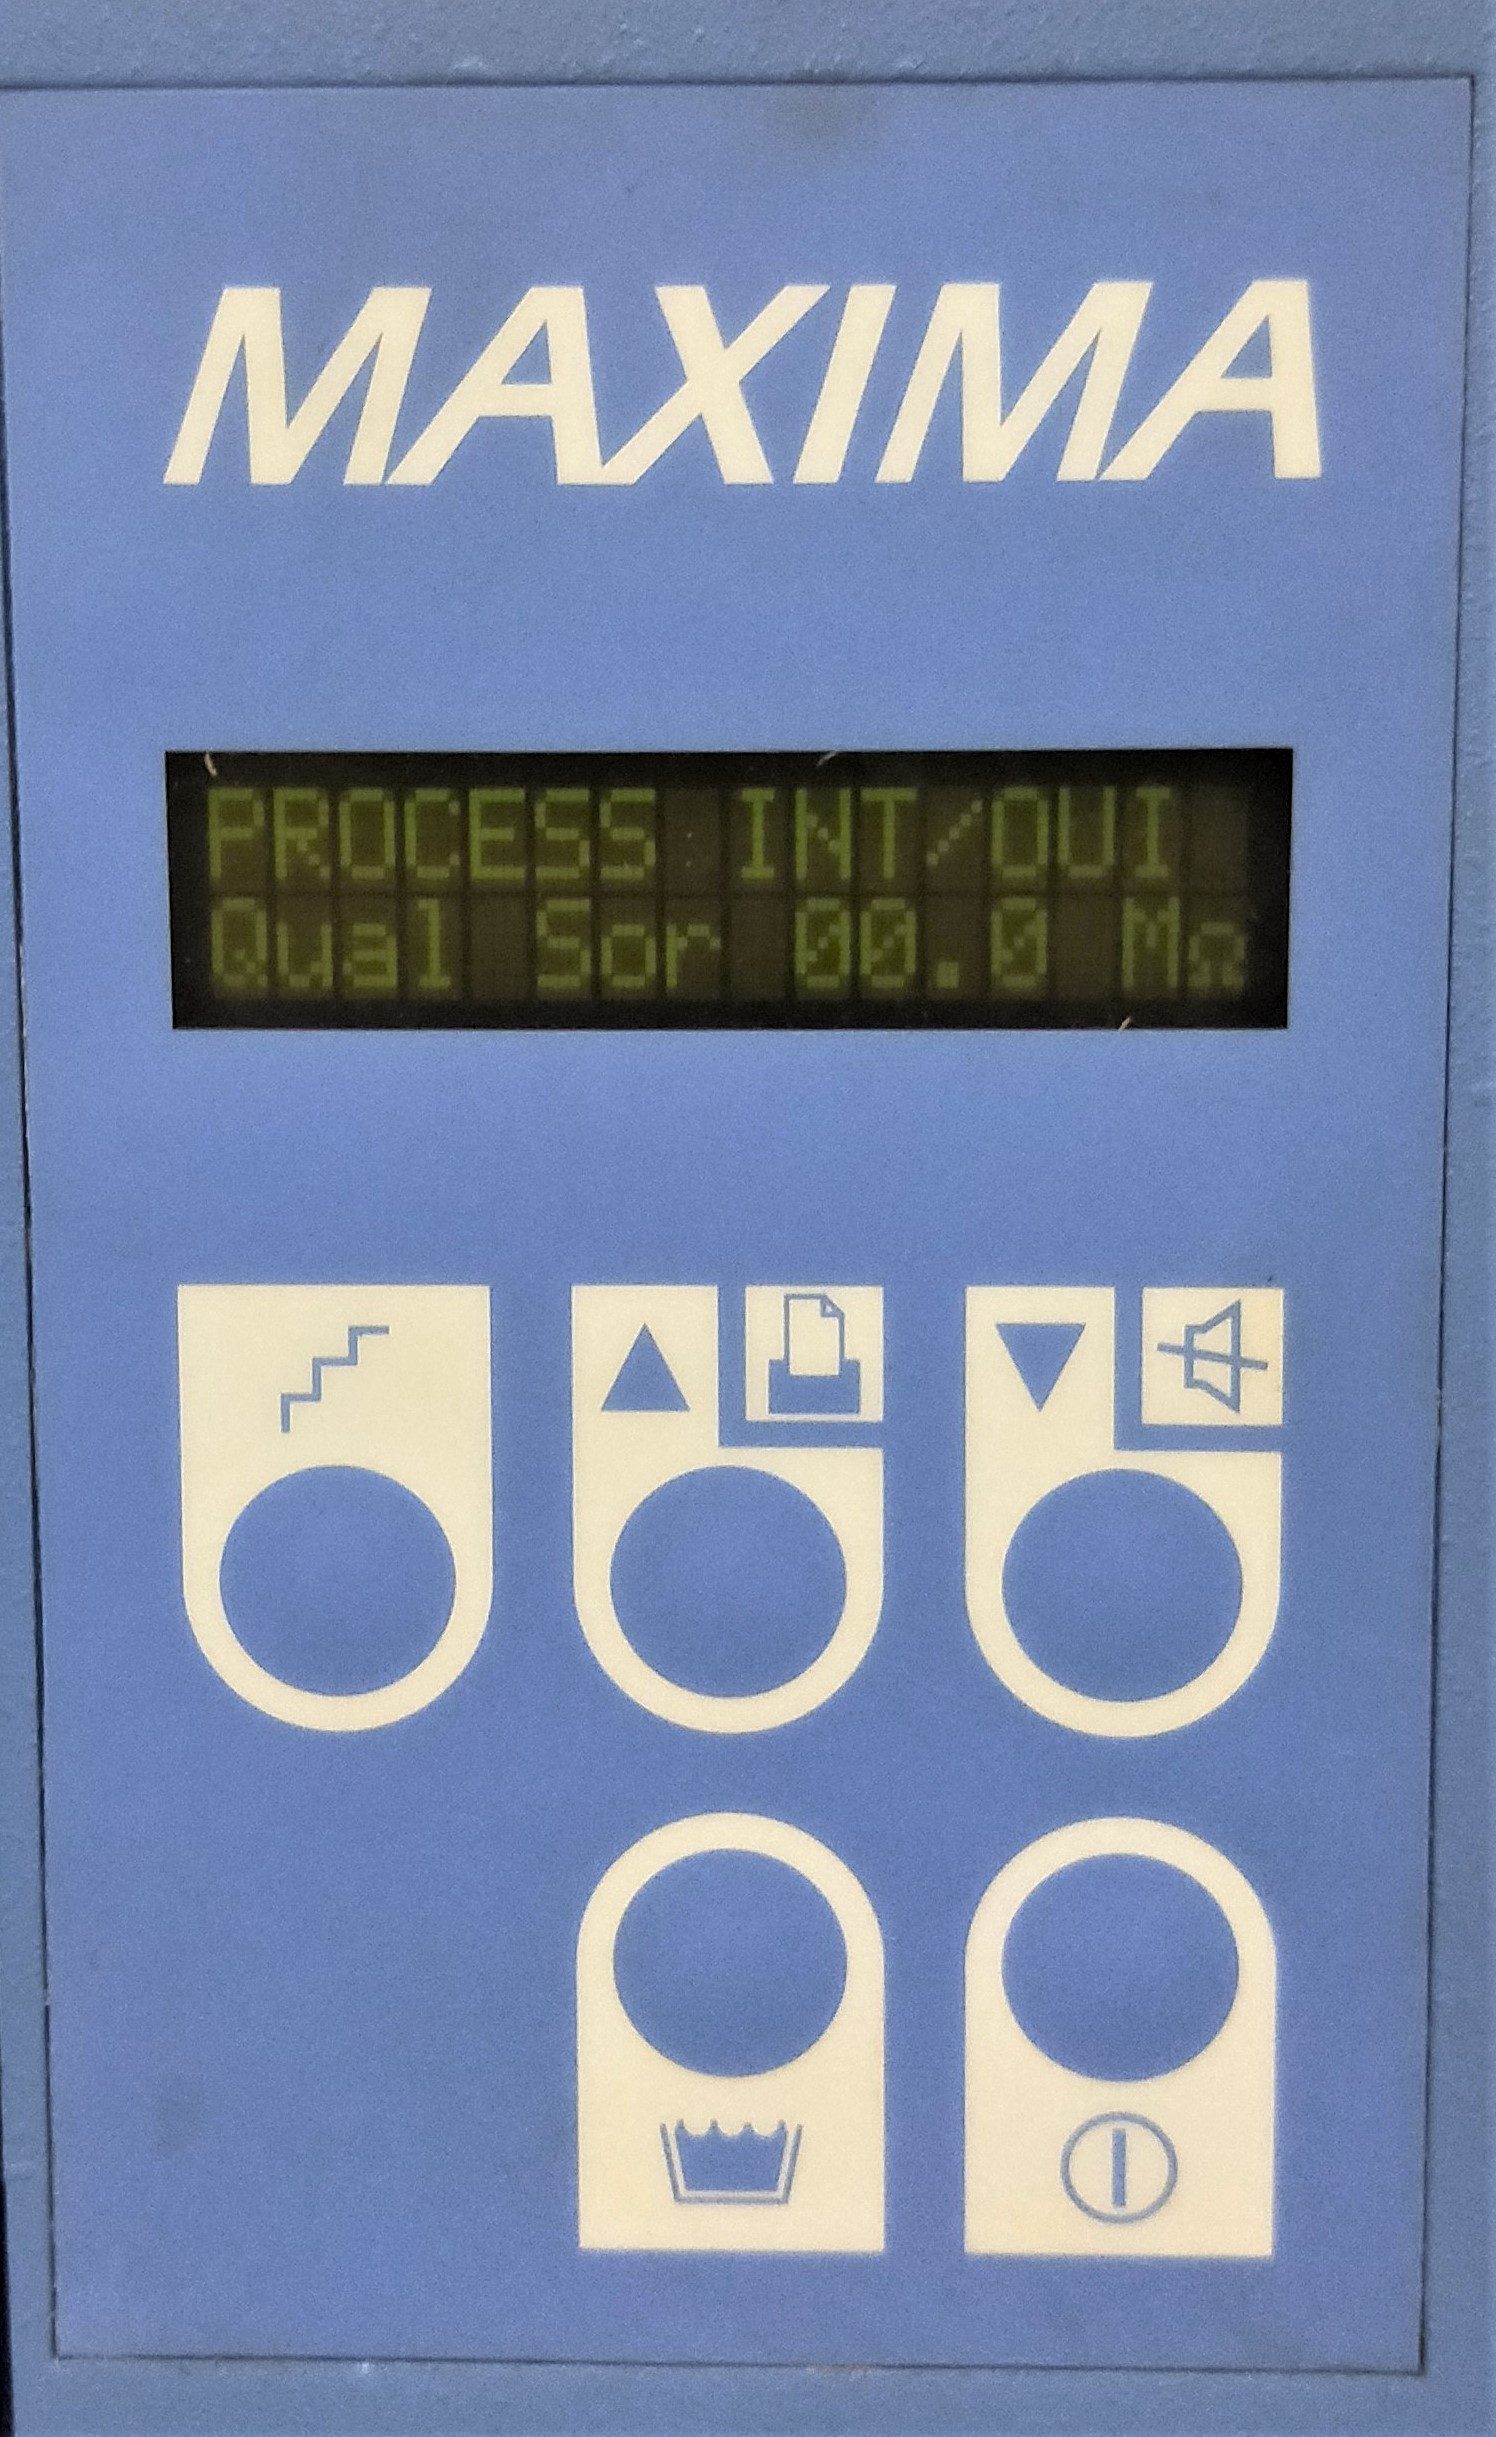 MAXIMA
PROCESS INT/OUI
Qual Sor 00.0 MΩ